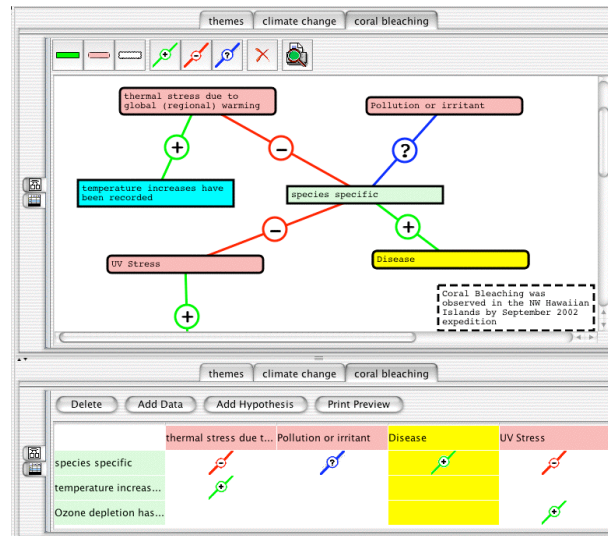 themes climate change coral bleaching
+ - ?
thermal stress due to
global (regional) warming
Pollution or irritant
+
-
?
temperature increases have
been recorded
species specific
-
+
UV Stress
Disease
+
Coral Bleaching was
observed in the NW Hawaiian
Islands by September 2002
expedition
themes climate change coral bleaching
Delete Add Data Add Hypothesis Print Preview
thermal stress due t... Pollution or irritant Disease UV Stress
species specific - ? + -
temperature increas... +
Ozone depletion has... +